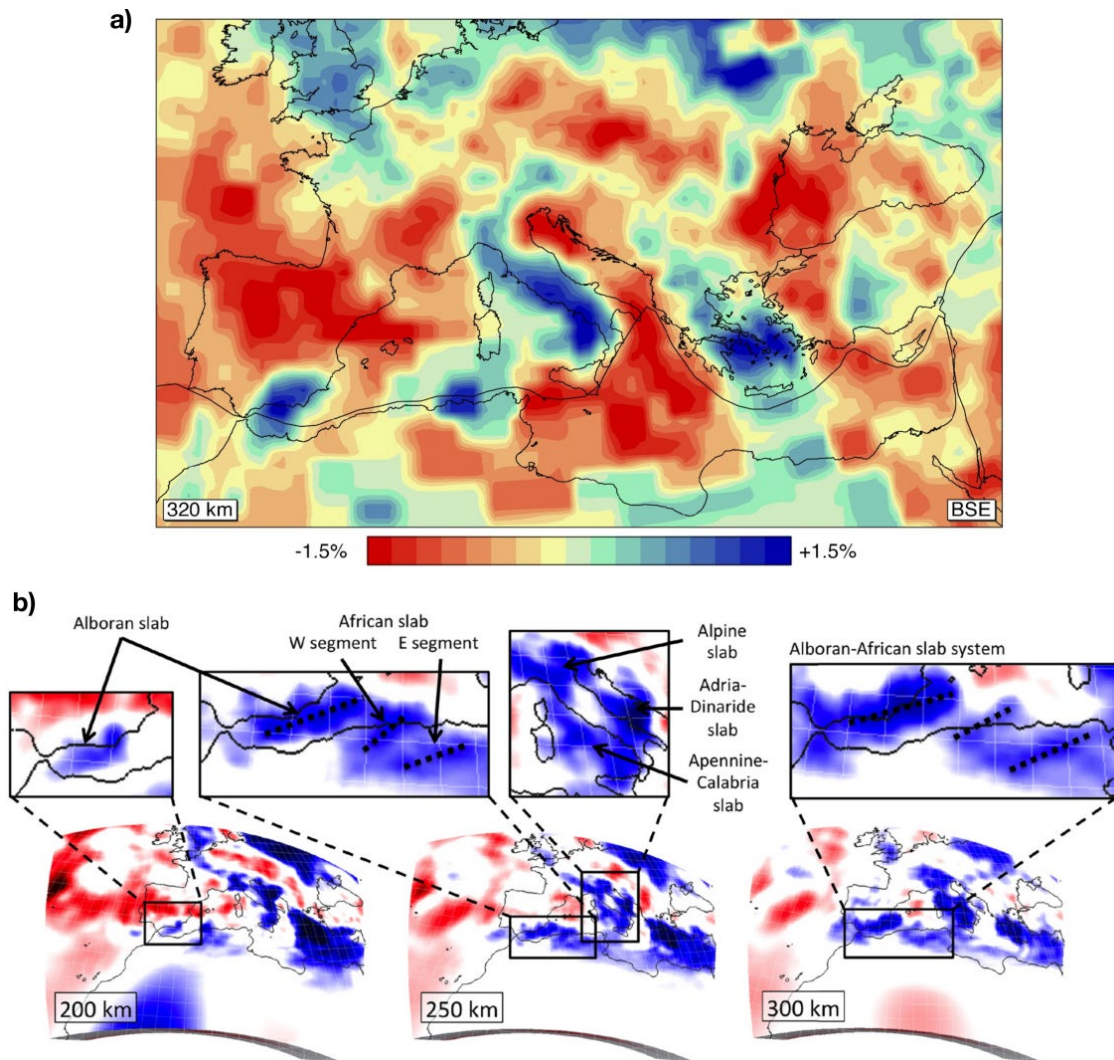 a)
320 km
BSE
-1.5%
+1.5%
b)
Alboran slab
African slab
W segment
E segment
Alpine
slab
Adria-
Dinaride
slab
Apennine-
Calabria
slab
Alboran-African slab system
200 km
250 km
300 km